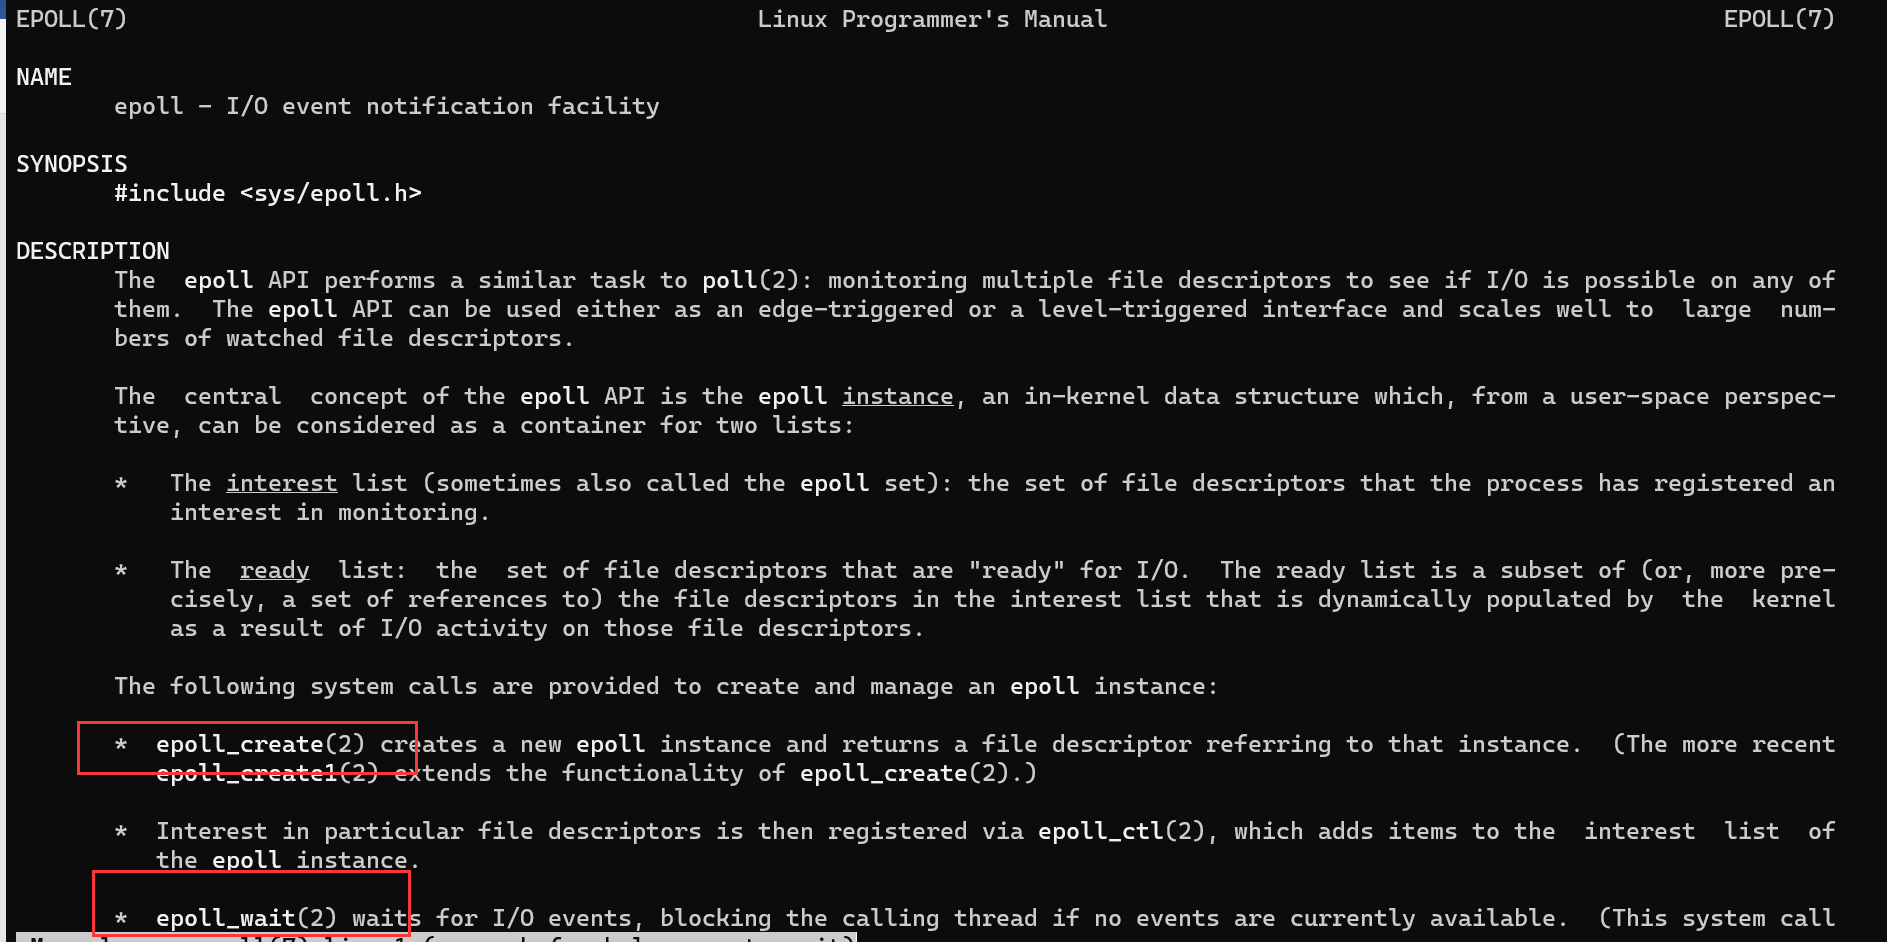 EPOLL(7) Linux Programmer's Manual EPOLL(7)
NAME
epoll - I/O event notification facility
SYNOPSIS
#include <sys/epoll.h>
DESCRIPTION
The epoll API performs a similar task to poll(2): monitoring multiple file descriptors to see if I/O is possible on any of
them. The epoll API can be used either as an edge-triggered or a level-triggered interface and scales well to large num-
bers of watched file descriptors.
The central concept of the epoll API is the epoll instance, an in-kernel data structure which, from a user-space perspec-
tive, can be considered as a container for two lists:
* The interest list (sometimes also called the epoll set): the set of file descriptors that the process has registered an
interest in monitoring.
* The ready list: the set of file descriptors that are "ready" for I/O. The ready list is a subset of (or, more pre-
cisely, a set of references to) the file descriptors in the interest list that is dynamically populated by the kernel
as a result of I/O activity on those file descriptors.
The following system calls are provided to create and manage an epoll instance:
* epoll_create(2) creates a new epoll instance and returns a file descriptor referring to that instance. (The more recent
epoll_create1(2) extends the functionality of epoll_create(2).)
* Interest in particular file descriptors is then registered via epoll_ctl(2), which adds items to the interest list of
the epoll instance.
* epoll_wait(2) waits for I/O events, blocking the calling thread if no events are currently available. (This system call